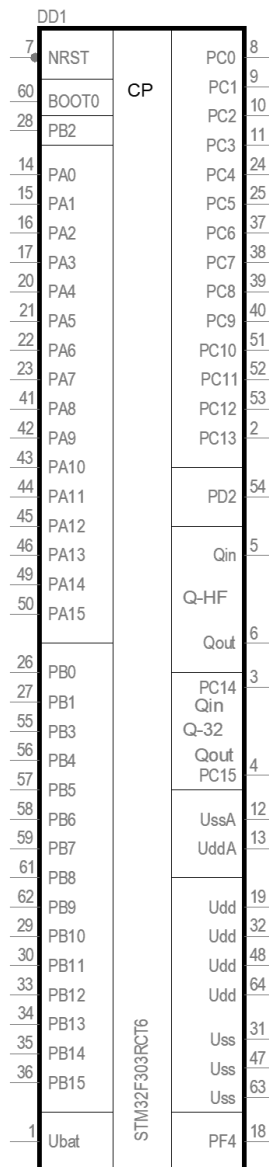 DD1
7 NRST CP PC0 8
PC1 9
60 BOOT0 PC2 10
28 PB2 PC3 11
14 PA0 PC4 24
15 PA1 PC5 25
16 PA2 PC6 37
17 PA3 PC7 38
20 PA4 PC8 39
21 PA5 PC9 40
22 PA6 PC10 51
23 PA7 PC11 52
41 PA8 PC12 53
42 PA9 PC13 2
43 PA10
44 PA11 PD2 54
45 PA12
46 PA13 Qin 5
49 PA14 Q-HF
50 PA15
Qout 6
26 PB0 PC14 3
27 PB1 Qin
55 PB3 Q-32
56 PB4 Qout
57 PB5 PC15 4
58 PB6 UssA 12
59 PB7 UddA 13
61 PB8
62 PB9 Udd 19
29 PB10 Udd 32
30 PB11 Udd 48
33 PB12 Udd 64
34 PB13 Uss 31
35 PB14 Uss 47
36 PB15 Uss 63
STM32F303RCT6
1 Ubat PF4 18